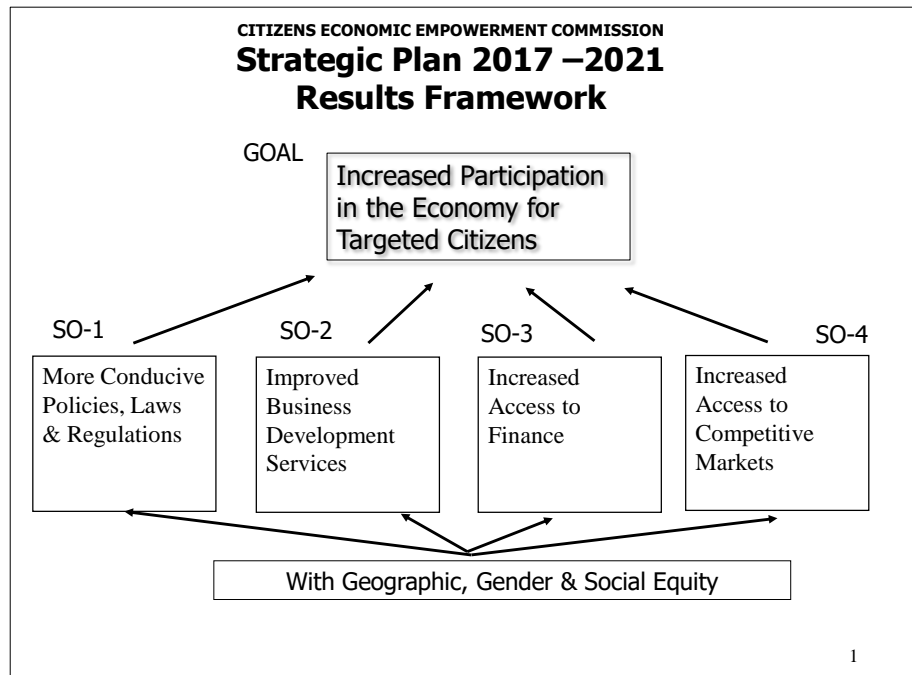 CITIZENS ECONOMIC EMPOWERMENT COMMISSION
Strategic Plan 2017 –2021
Results Framework
GOAL
Increased Participation
in the Economy for
Targeted Citizens
SO-1
More Conducive
Policies, Laws
& Regulations
SO-2
Improved
Business
Development
Services
SO-3
Increased
Access to
Finance
SO-4
Increased
Access to
Competitive
Markets
With Geographic, Gender & Social Equity
1